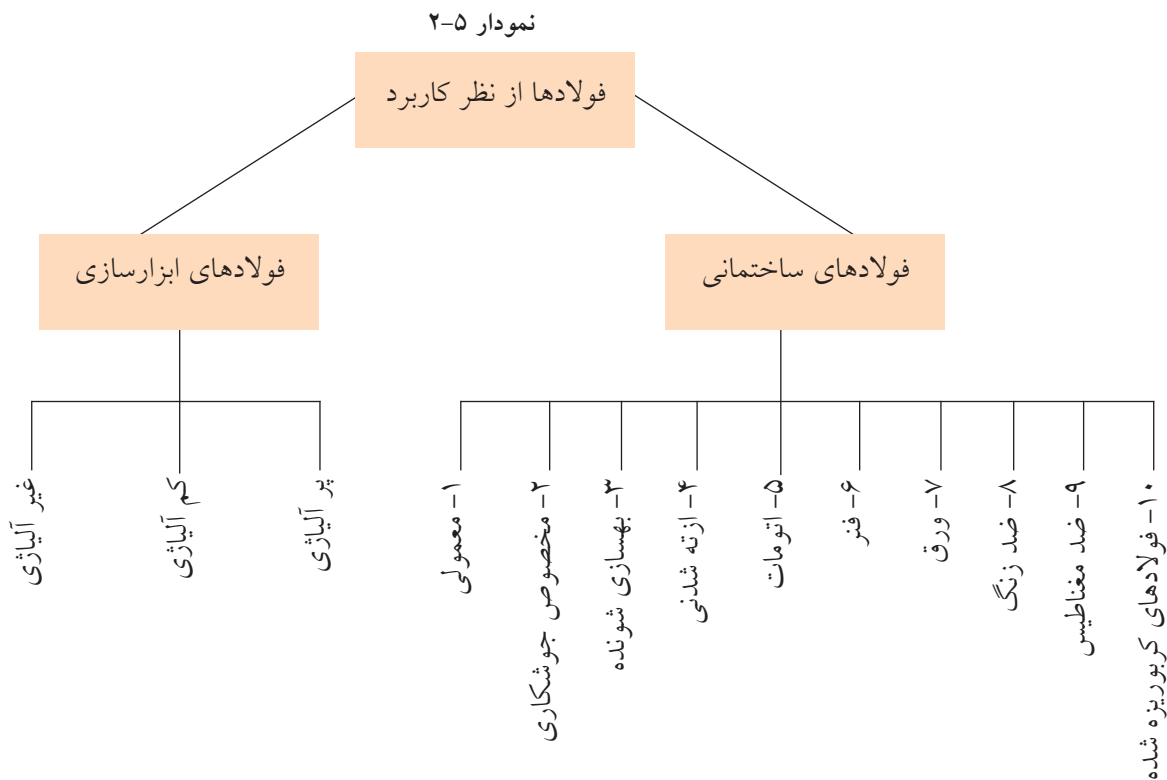 نمودار ۵-۲
فولادها از نظر کاربرد
فولادهای ساختمانی
فولادهای ابزارسازی
۱- معمولی
۲- مخصوص جوشکاری
۳- بهسازی شونده
۴- ازته شدنی
۵- اتومات
۶- فنر
۷- ورق
۸- ضد زنگ
۹- ضد مغناطیس
۱۰- فولادهای کربوریزه شده
پر آلیاژی
کم آلیاژی
غیر آلیاژی